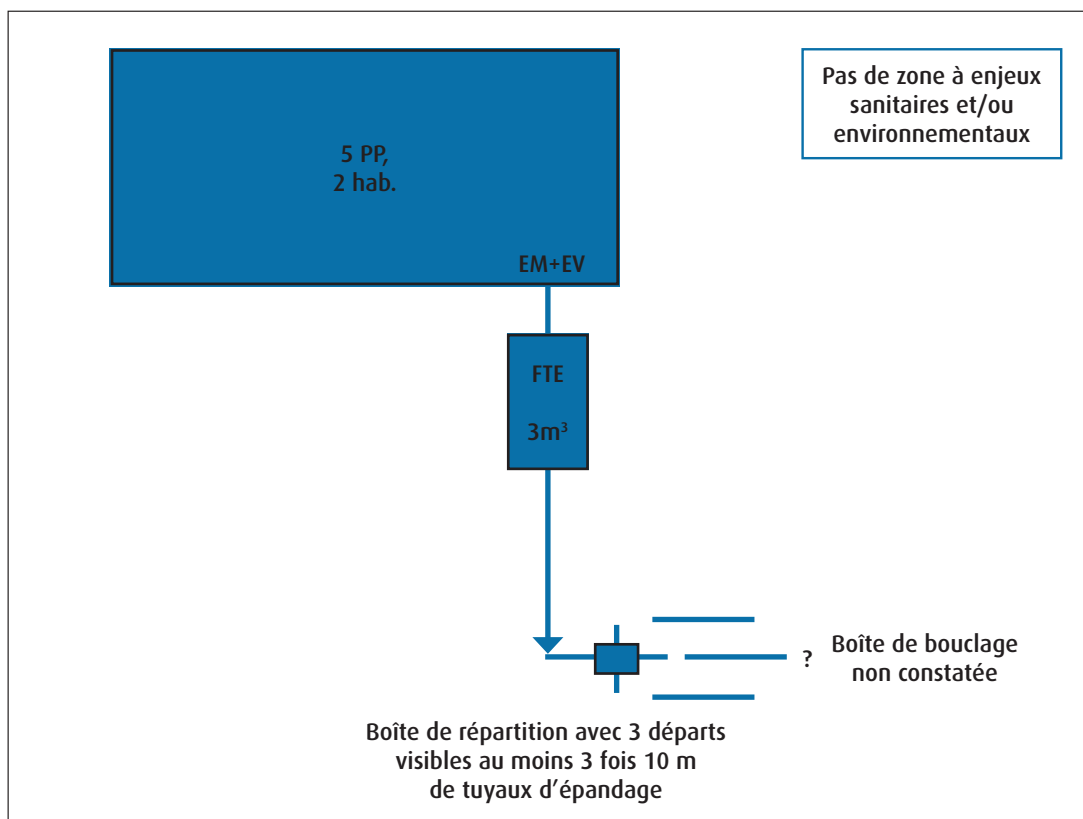 Pas de zone à enjeux
sanitaires et/ou
environnementaux
5 PP,
2 hab.
EM+EV
FTE
3m³
? Boîte de bouclage
non constatée
Boîte de répartition avec 3 départs
visibles au moins 3 fois 10 m
de tuyaux d’épandage